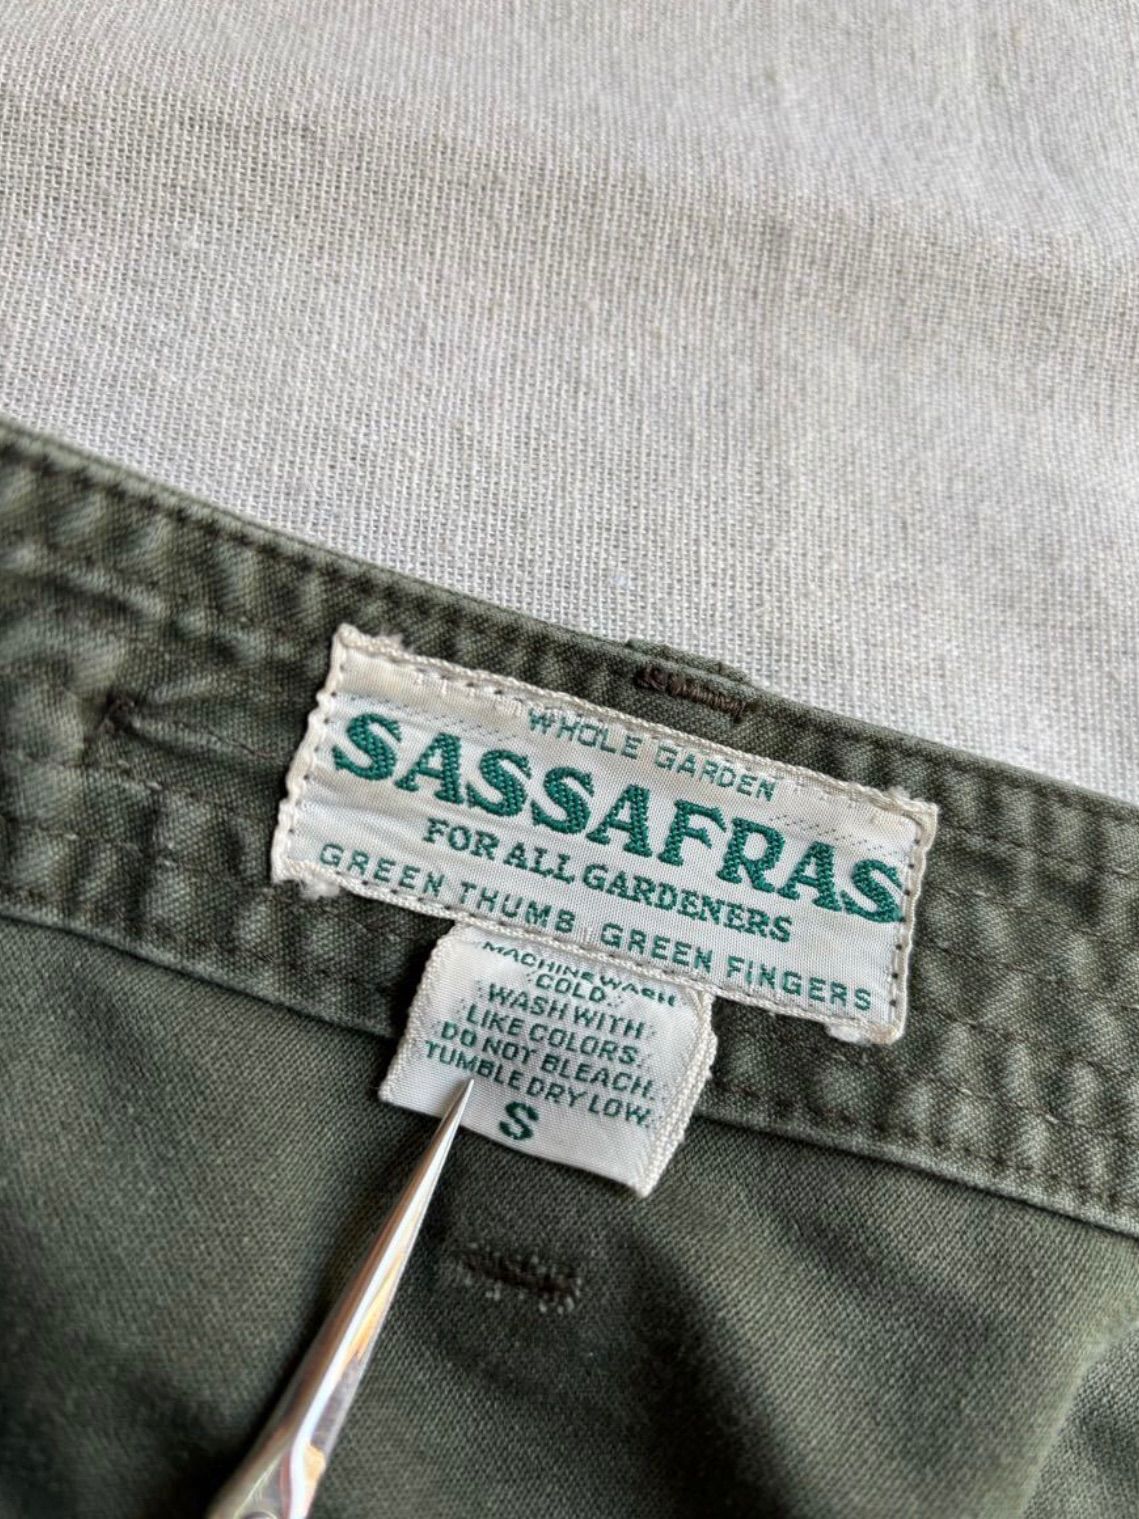 WHOLE GARDEN
SASSAFRAS
FOR ALL GARDENERS
GREEN THUMB GREEN FINGERS
MACHINE WASH
COLD.
WASH WITH
LIKE COLORS.
DO NOT BLEACH.
TUMBLE DRY LOW.
S